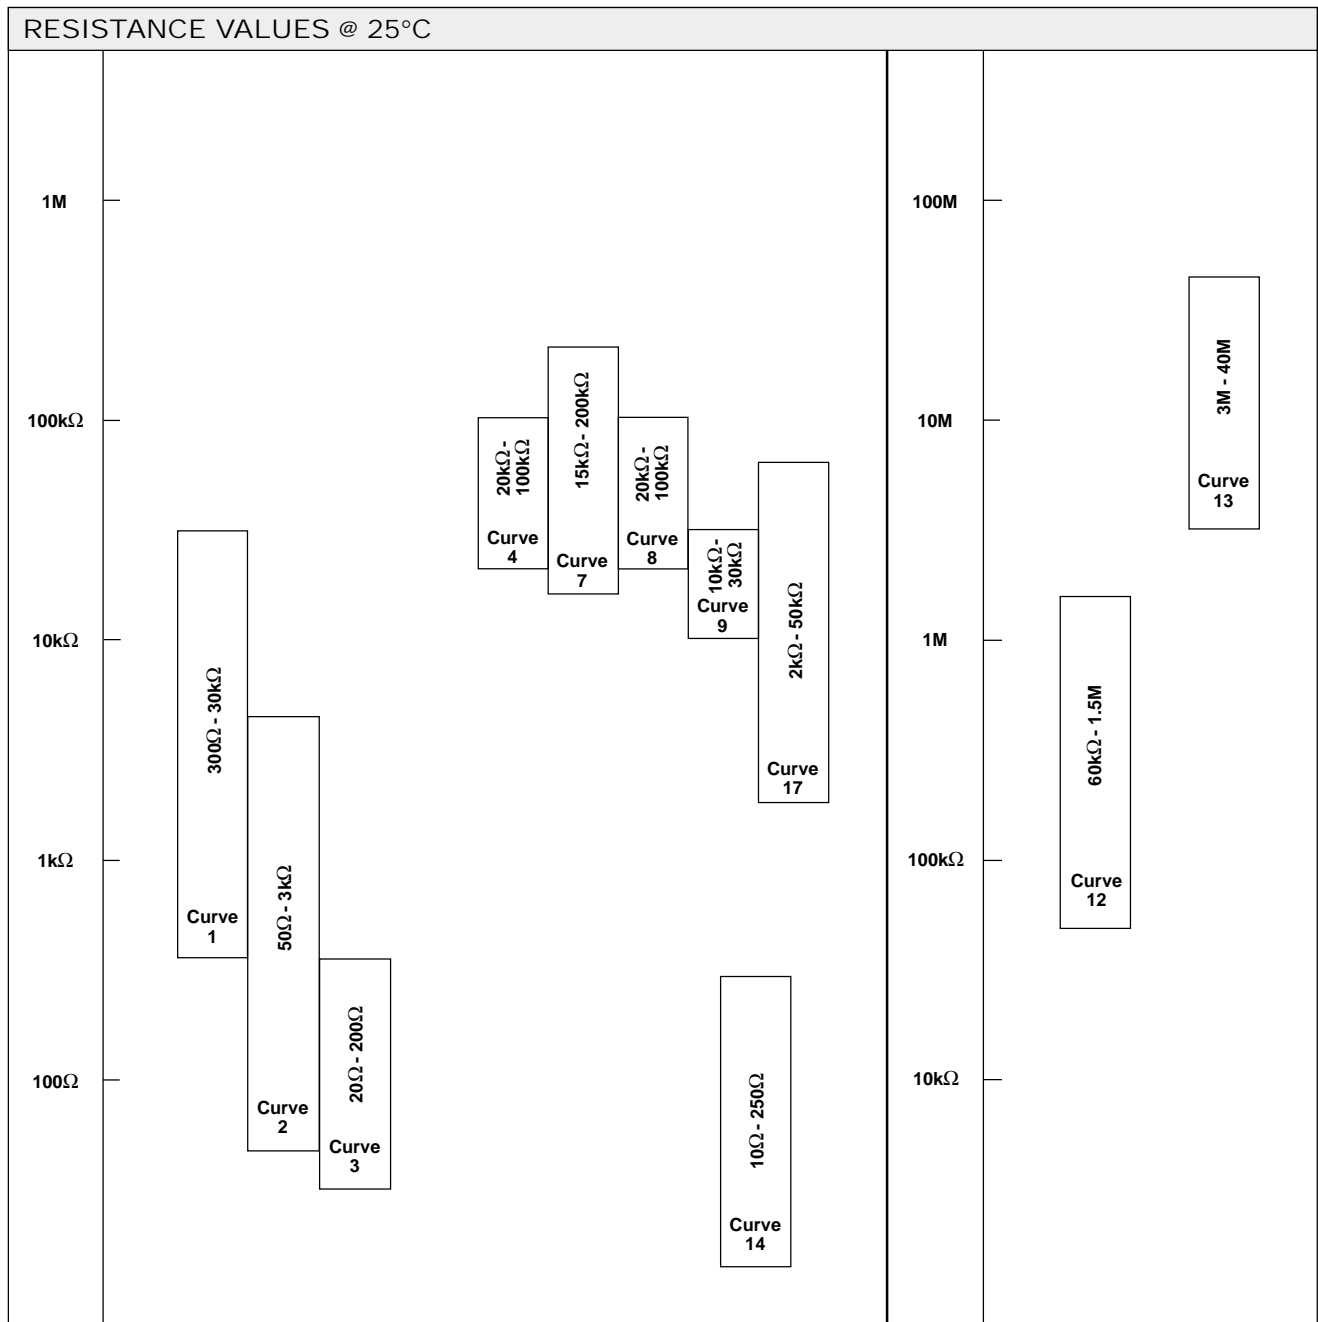 RESISTANCE VALUES @ 25°C
1M
100kΩ
10kΩ
1kΩ
100Ω
300Ω - 30kΩ
Curve
1
50Ω - 3kΩ
Curve
2
20Ω - 200Ω
Curve
3
20kΩ -
100kΩ
Curve
4
15kΩ - 200kΩ
Curve
7
20kΩ -
100kΩ
Curve
8
10kΩ -
30kΩ
Curve
9
2kΩ - 50kΩ
Curve
17
10Ω - 250Ω
Curve
14
100M
10M
1M
100kΩ
10kΩ
60kΩ - 1.5M
Curve
12
3M - 40M
Curve
13